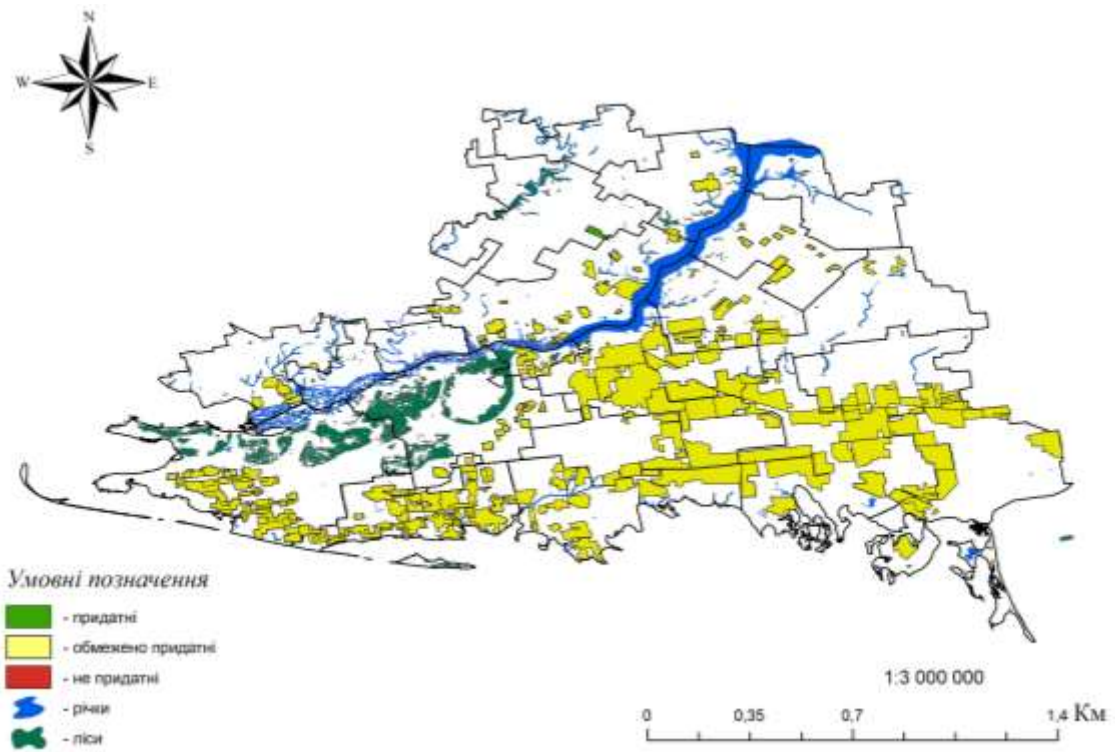 N
W E
S
Умовні позначення
- придатні
- обмежено придатні
- не придатні
- річки
- ліси
1:3 000 000
0 0,35 0,7 1,4 Км